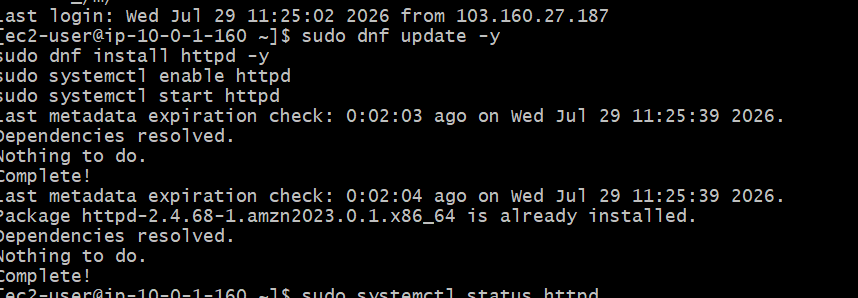 Last login: Wed Jul 29 11:25:02 2026 from 103.160.27.187
[ec2-user@ip-10-0-1-160 ~]$ sudo dnf update -y
sudo dnf install httpd -y
sudo systemctl enable httpd
sudo systemctl start httpd
Last metadata expiration check: 0:02:03 ago on Wed Jul 29 11:25:39 2026.
Dependencies resolved.
Nothing to do.
Complete!
Last metadata expiration check: 0:02:04 ago on Wed Jul 29 11:25:39 2026.
Package httpd-2.4.68-1.amzn2023.0.1.x86_64 is already installed.
Dependencies resolved.
Nothing to do.
Complete!
[ec2-user@ip-10-0-1-160 ~]$ sudo systemctl status httpd